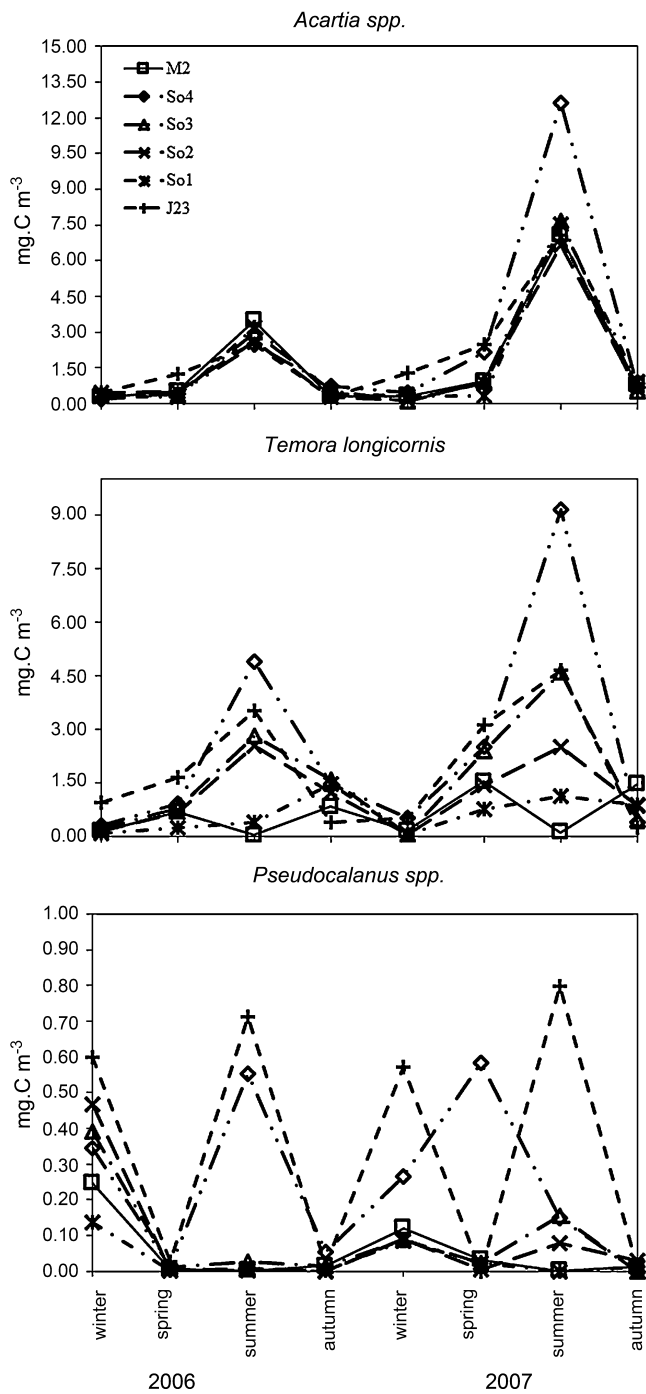 Acartia spp.
15.00
13.50
12.00
10.50
9.00
7.50
6.00
4.50
3.00
1.50
0.00
mg.C m-3
M2
So4
So3
So2
So1
J23
Temora longicornis
9.00
7.50
6.00
4.50
3.00
1.50
0.00
mg.C m-3
Pseudocalanus spp.
1.00
0.90
0.80
0.70
0.60
0.50
0.40
0.30
0.20
0.10
0.00
mg.C m-3
winter
spring
summer
autumn
winter
spring
summer
autumn
2006
2007